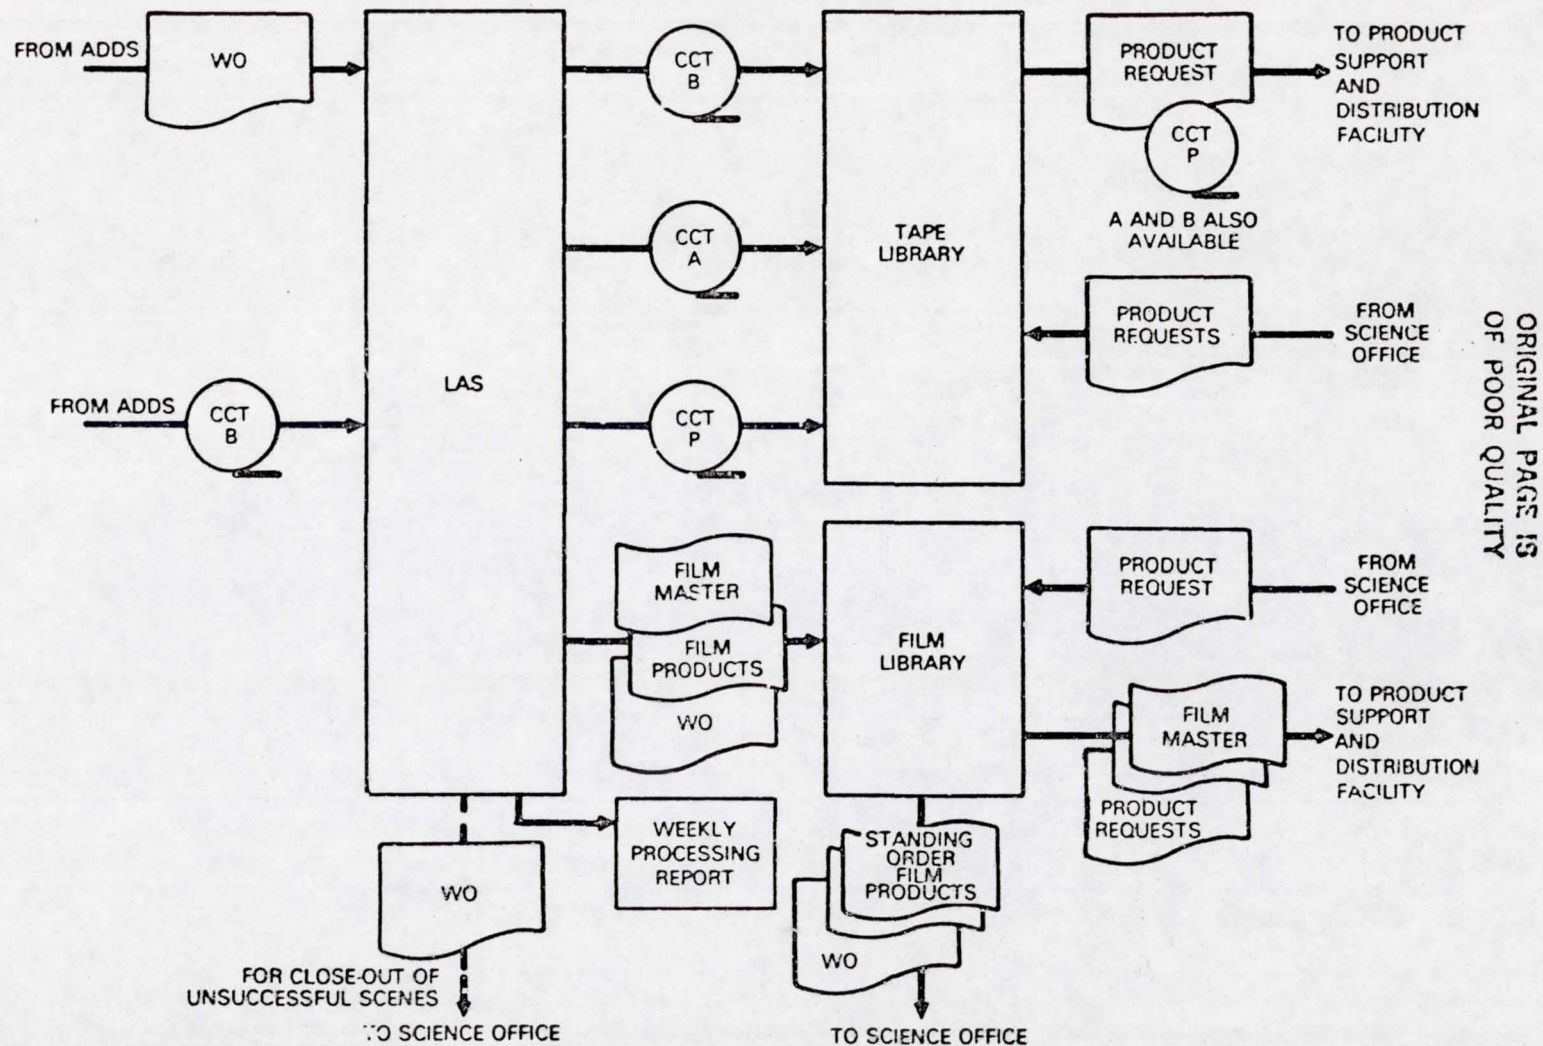 FROM ADDS
WO
CCT
B
PRODUCT
REQUEST
CCT
P
TO PRODUCT
SUPPORT
AND
DISTRIBUTION
FACILITY
A AND B ALSO
AVAILABLE
CCT
A
TAPE
LIBRARY
PRODUCT
REQUESTS
FROM
SCIENCE
OFFICE
LAS
FROM ADDS
CCT
B
CCT
P
ORIGINAL PAGE IS
OF POOR QUALITY
FILM
MASTER
FILM
PRODUCTS
WO
FILM
LIBRARY
PRODUCT
REQUEST
FROM
SCIENCE
OFFICE
FILM
MASTER
PRODUCT
REQUESTS
TO PRODUCT
SUPPORT
AND
DISTRIBUTION
FACILITY
WEEKLY
PROCESSING
REPORT
WO
FOR CLOSE-OUT OF
UNSUCCESSFUL SCENES
TO SCIENCE OFFICE
STANDING
ORDER
FILM
PRODUCTS
WO
TO SCIENCE OFFICE